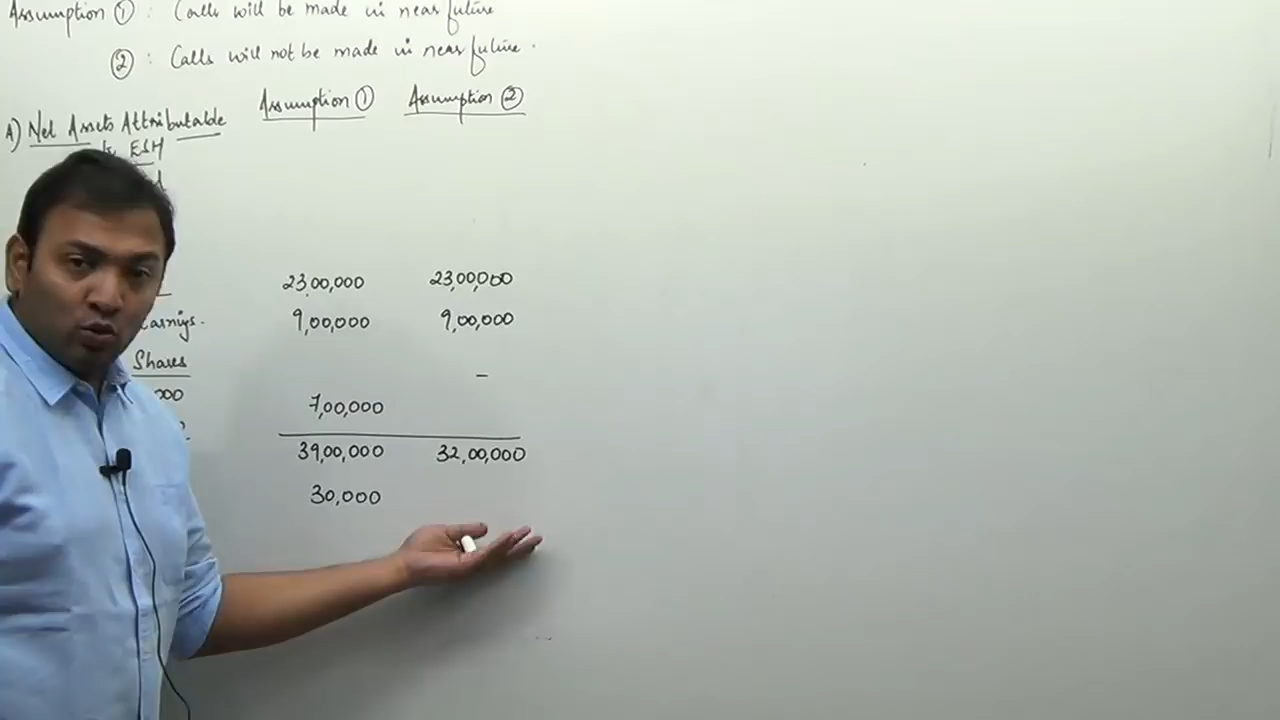 Assumption ① : Calls will be made in near future
② : Calls will not be made in near future.
Assumption ① Assumption ②
A) Net Assets Attributable
to ESH
23,00,000 23,00,000
9,00,000 9,00,000
Shares
–
000
7,00,000
39,00,000 32,00,000
30,000